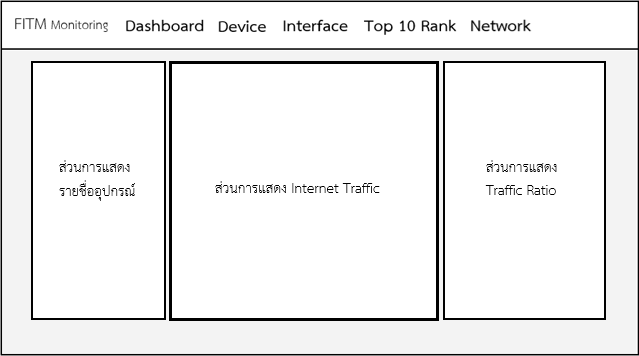 FITM Monitoring Dashboard Device Interface Top 10 Rank Network
ส่วนการแสดง
รายชื่ออุปกรณ์
ส่วนการแสดง Internet Traffic
ส่วนการแสดง
Traffic Ratio